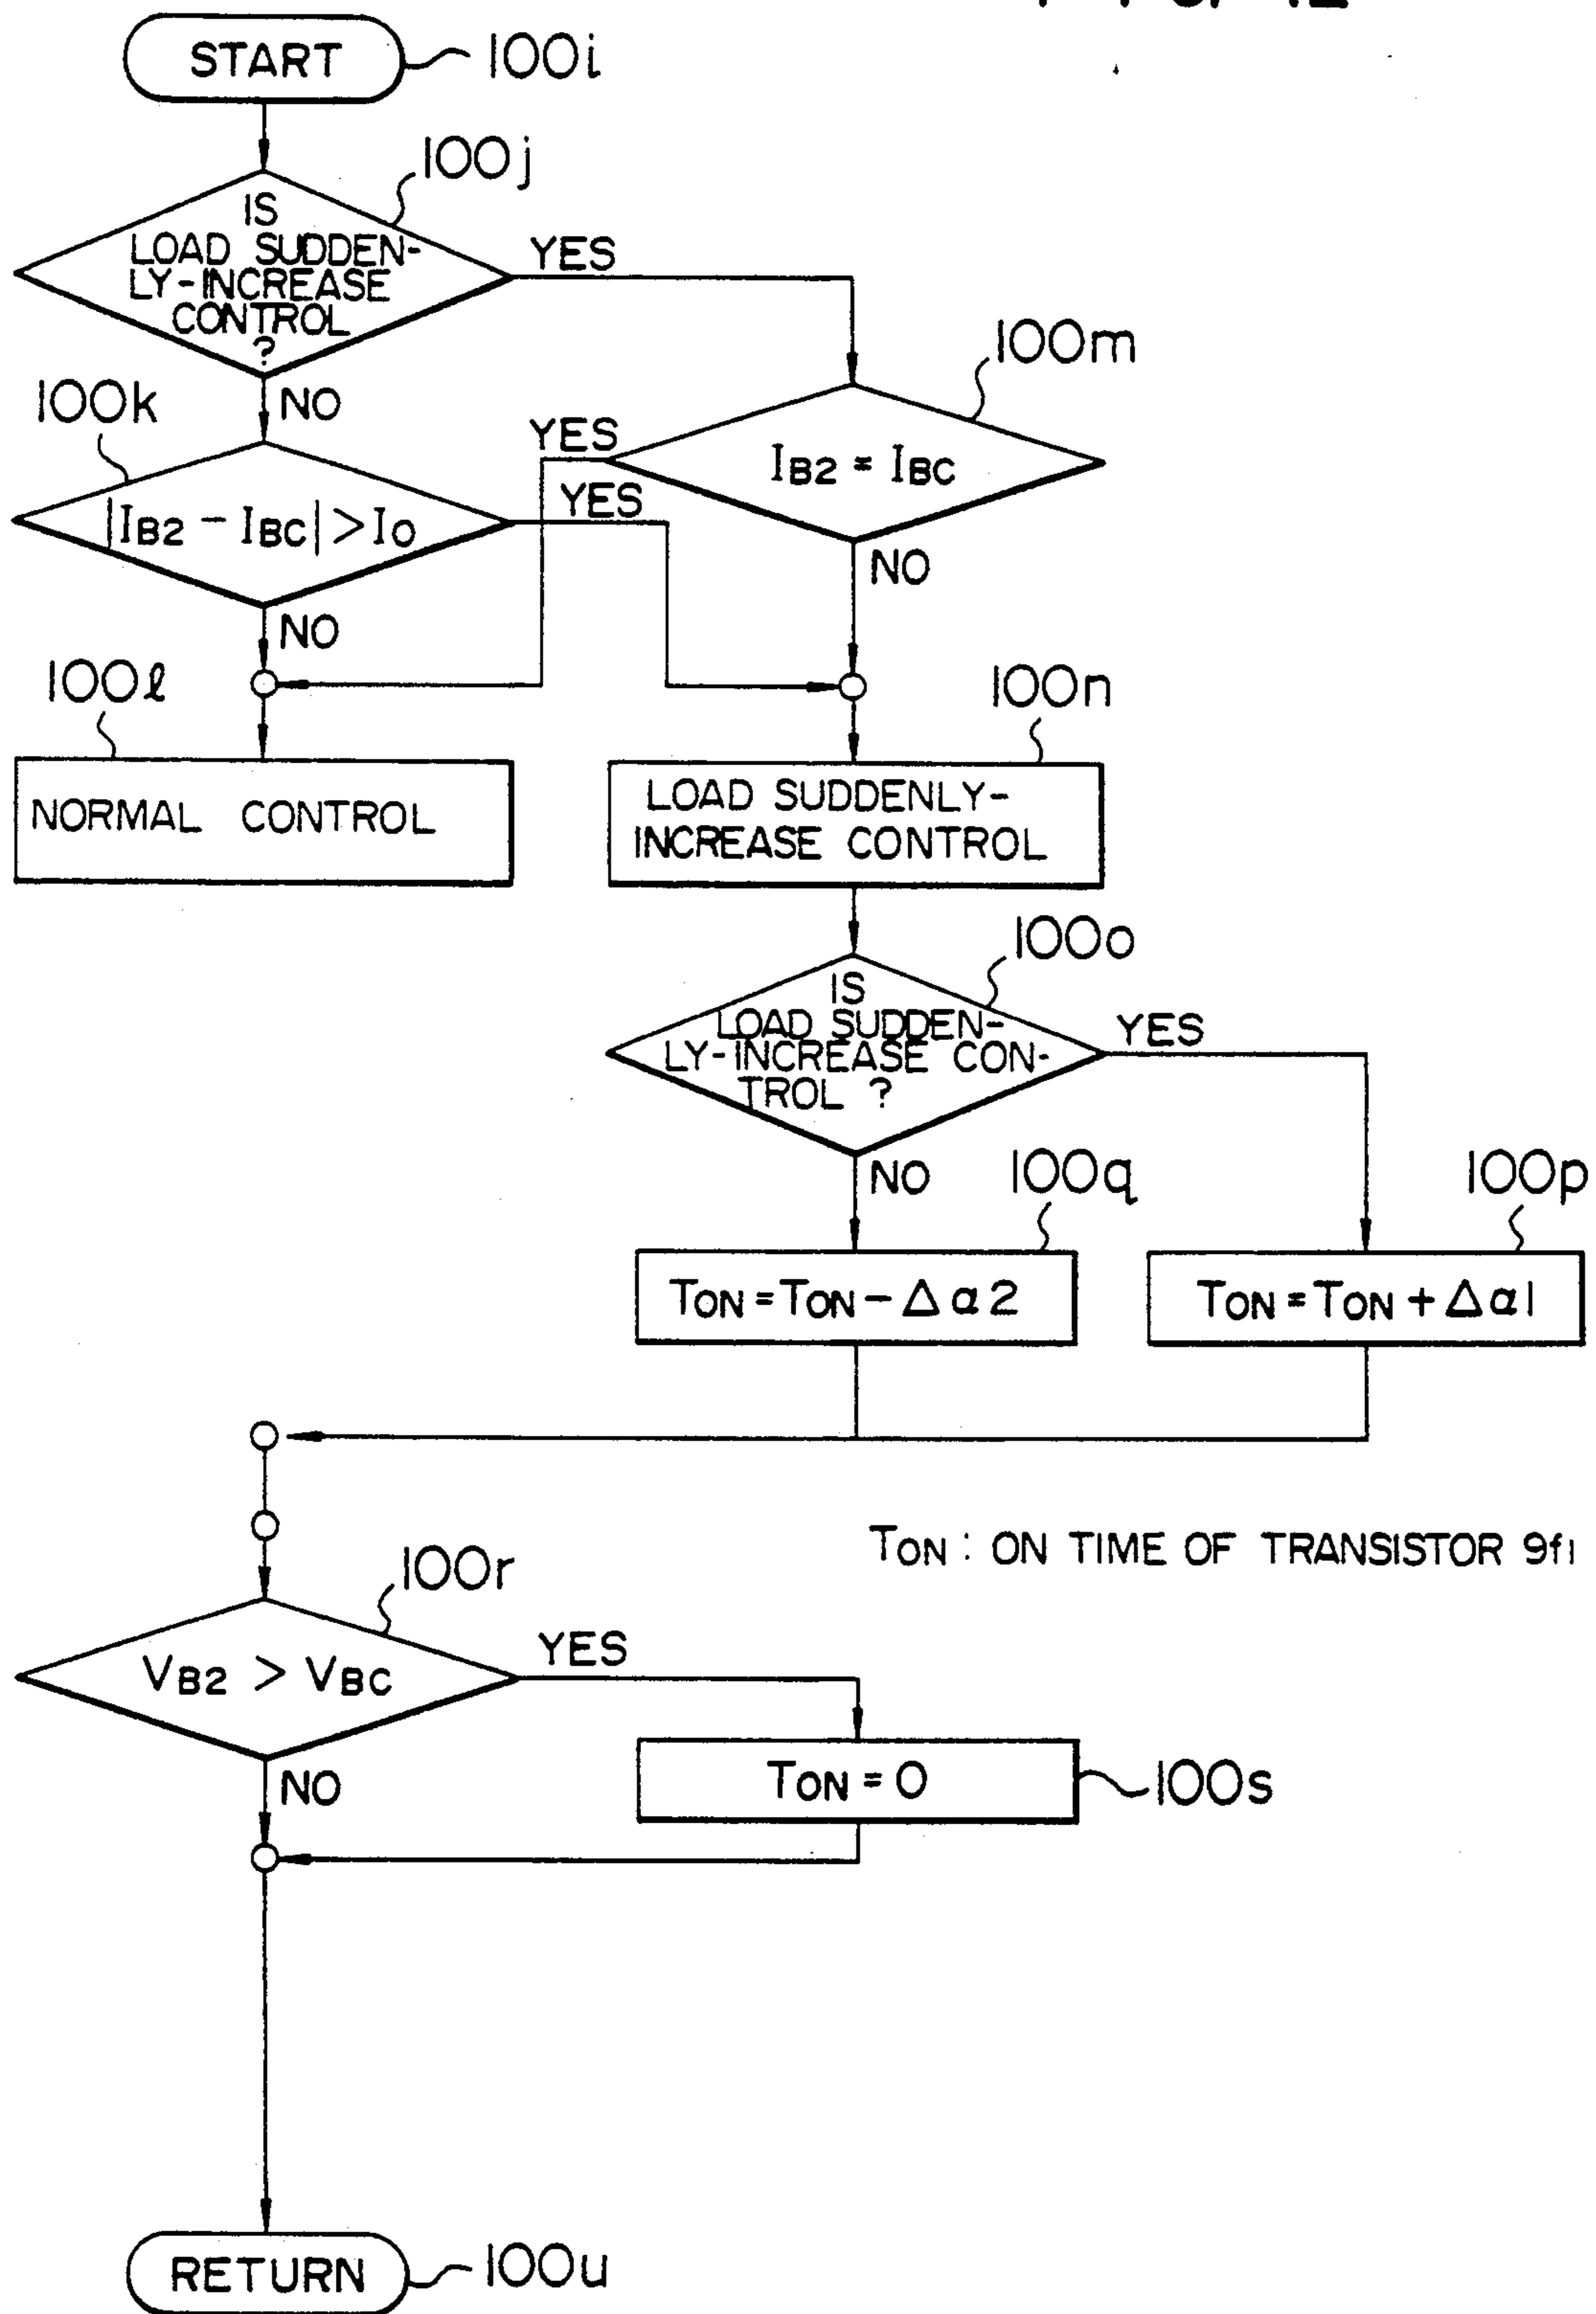 START
100i
100j
IS
LOAD SUDDEN-
LY-INCREASE
CONTROL
?
YES
NO
100k
100m
YES
IB2 = IBC
|IB2 - IBC| > IO
YES
NO
NO
100ℓ
100n
NORMAL CONTROL
LOAD SUDDENLY-
INCREASE CONTROL
100o
IS
LOAD SUDDEN-
LY-INCREASE CON-
TROL ?
YES
NO
100q
100p
TON = TON - Δα2
TON = TON + Δα1
TON : ON TIME OF TRANSISTOR 9f1
100r
VB2 > VBC
YES
NO
TON = 0
100s
RETURN
100u